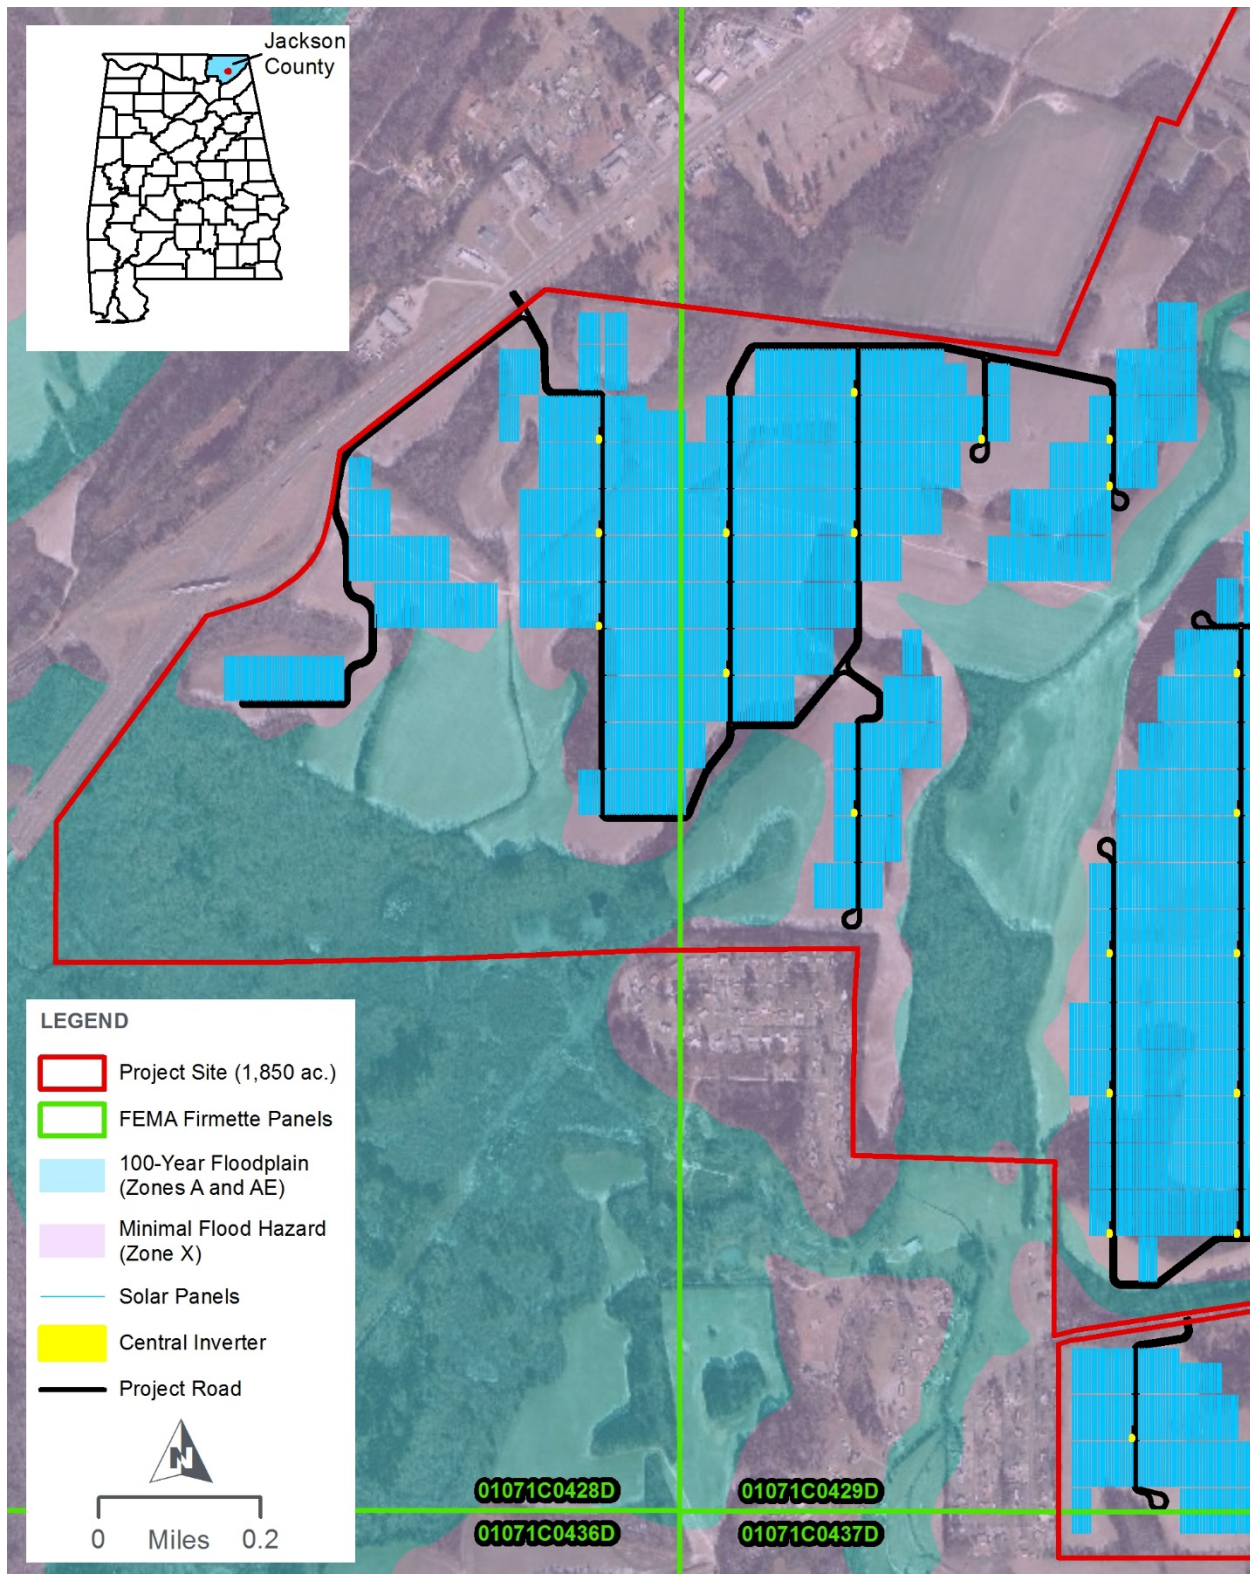 Jackson
County
LEGEND
Project Site (1,850 ac.)
FEMA Firmette Panels
100-Year Floodplain
(Zones A and AE)
Minimal Flood Hazard
(Zone X)
Solar Panels
Central Inverter
Project Road
N
0 Miles 0.2
01071C0428D 01071C0429D
01071C0436D 01071C0437D